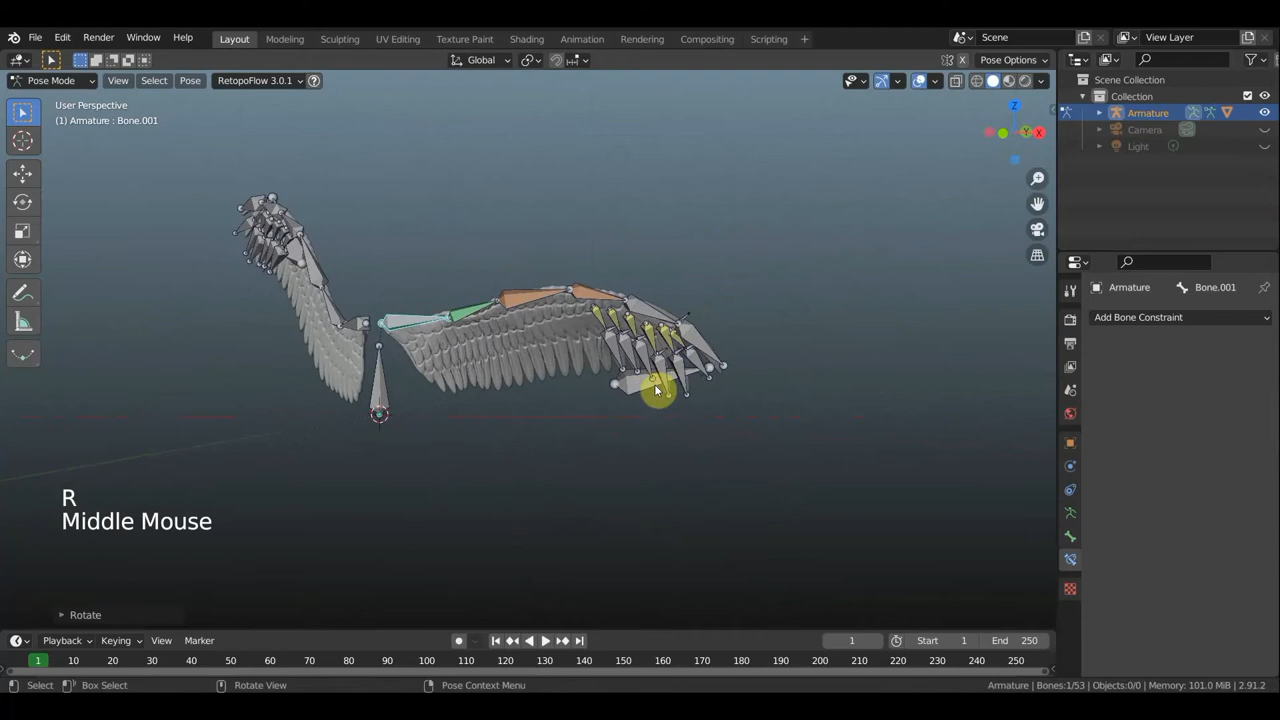 File Edit Render Window Help Layout Modeling Sculpting UV Editing Texture Paint Shading Animation Rendering Compositing Scripting + Scene View Layer
Global Pose Options
Pose Mode View Select Pose RetopoFlow 3.0.1 Scene Collection
Collection
User Perspective
(1) Armature : Bone.001
Armature
Camera
Light
Z
Y X
Armature Bone.001
Add Bone Constraint
R
Middle Mouse
Rotate
Playback Keying View Marker 1 Start 1 End 250
1 10 20 30 40 50 60 70 80 90 100 110 120 130 140 150 160 170 180 190 200 210 220 230 240 250
Select Box Select Rotate View Pose Context Menu Armature | Bones:1/53 | Objects:0/0 | Memory: 101.0 MiB | 2.91.2